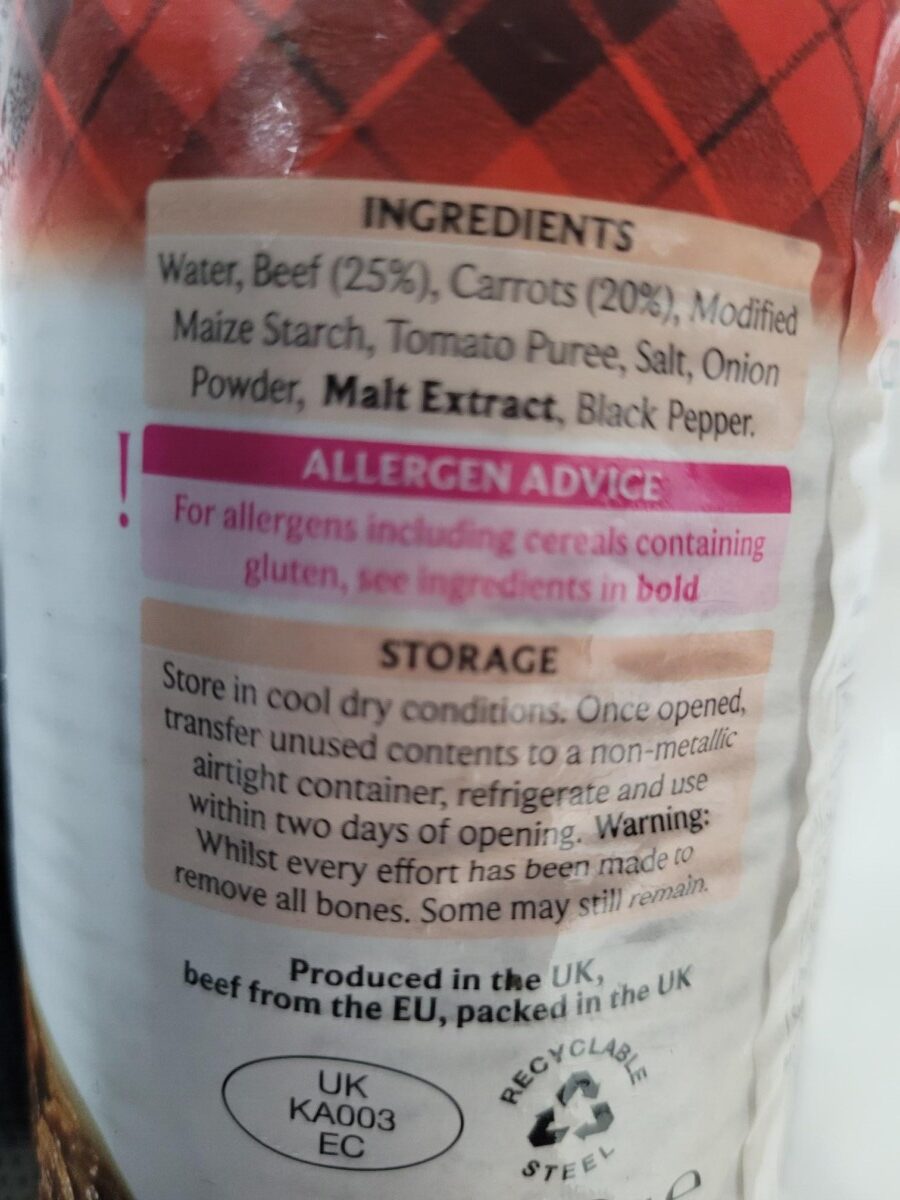 INGREDIENTS
Water, Beef (25%), Carrots (20%), Modified
Maize Starch, Tomato Puree, Salt, Onion
Powder, Malt Extract, Black Pepper.
!
ALLERGEN ADVICE
For allergens including cereals containing
gluten, see ingredients in bold
STORAGE
Store in cool dry conditions. Once opened,
transfer unused contents to a non-metallic
airtight container, refrigerate and use
within two days of opening. Warning:
Whilst every effort has been made to
remove all bones. Some may still remain.
Produced in the UK,
beef from the EU, packed in the UK
UK
KA003
EC
RECYCLABLE
STEEL